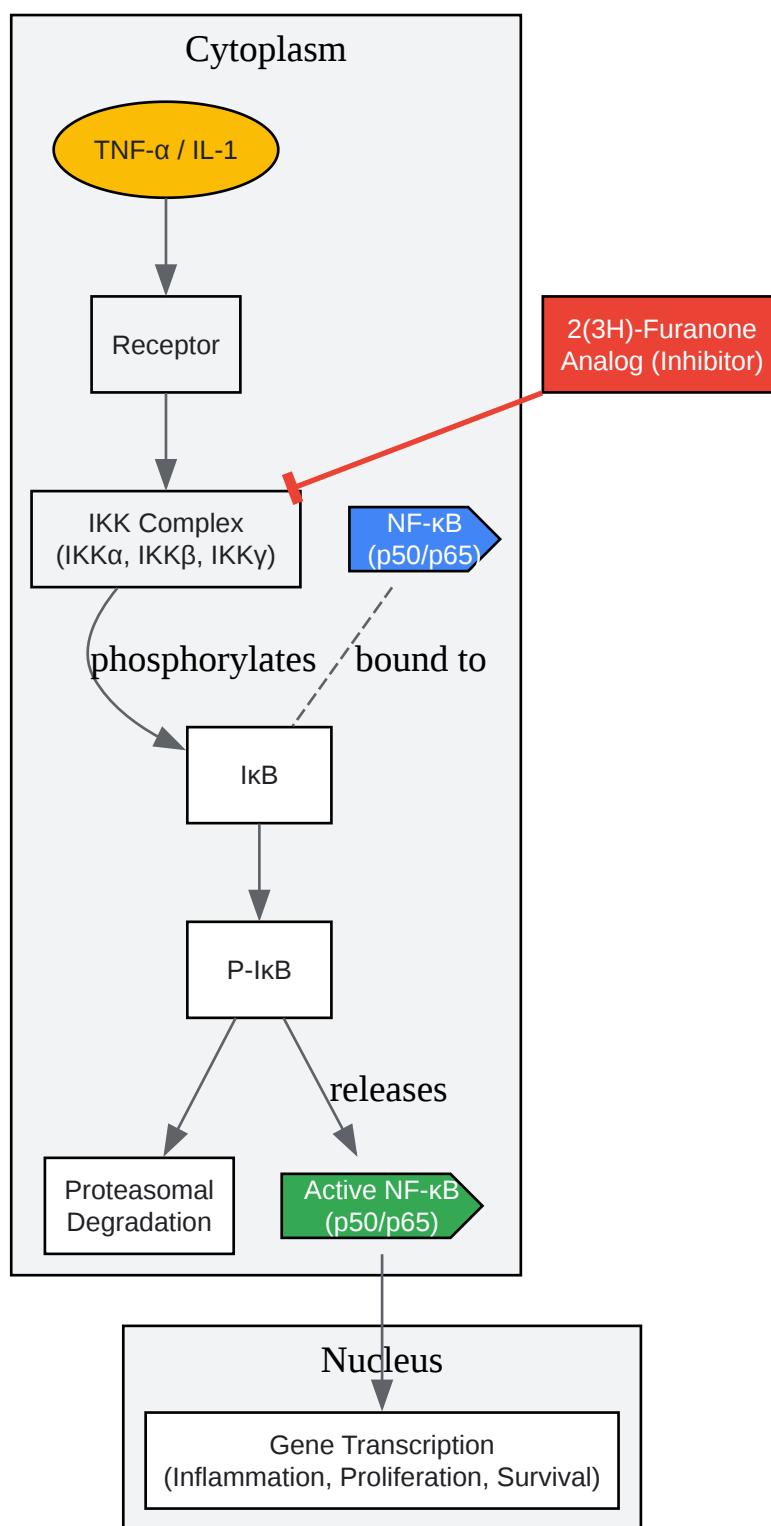 Cytoplasm
TNF-α / IL-1
Receptor
2(3H)-Furanone
Analog (Inhibitor)
IKK Complex
(IKKα, IKKβ, IKKγ)
NF-κB
(p50/p65)
phosphorylates
bound to
IκB
P-IκB
releases
Proteasomal
Degradation
Active NF-κB
(p50/p65)
Nucleus
Gene Transcription
(Inflammation, Proliferation, Survival)